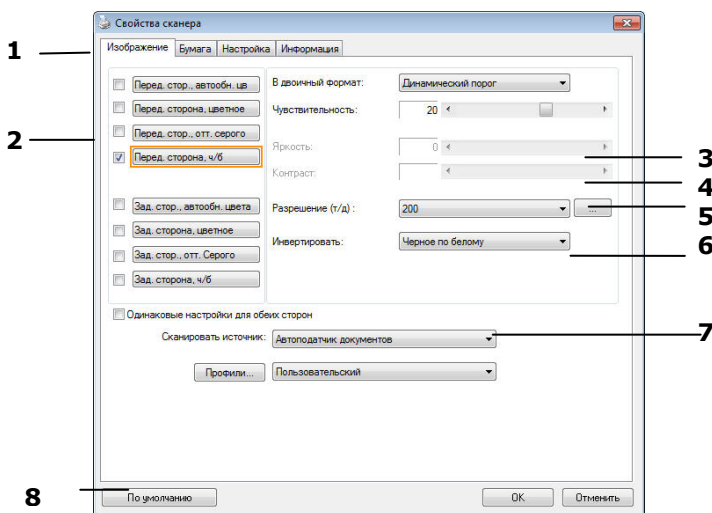 Свойства сканера
1
Изображение Бумага Настройка Информация
Перед. стор., автообн. цв
В двоичный формат: Динамический порог
Перед. сторона, цветное
Чувствительность: 20
2
Перед. стор., отт. серого
Яркость: 0
Перед. сторона, ч/б
3
Контраст:
4
Зад. стор., автообн. цвета
Разрешение (т/д) : 200 ...
5
Зад. сторона, цветное
Инвертировать: Черное по белому
6
Зад. стор., отт. Серого
Зад. сторона, ч/б
Одинаковые настройки для обеих сторон
Сканировать источник: Автоподатчик документов
7
Профили... Пользовательский
8
По умолчанию OK Отменить